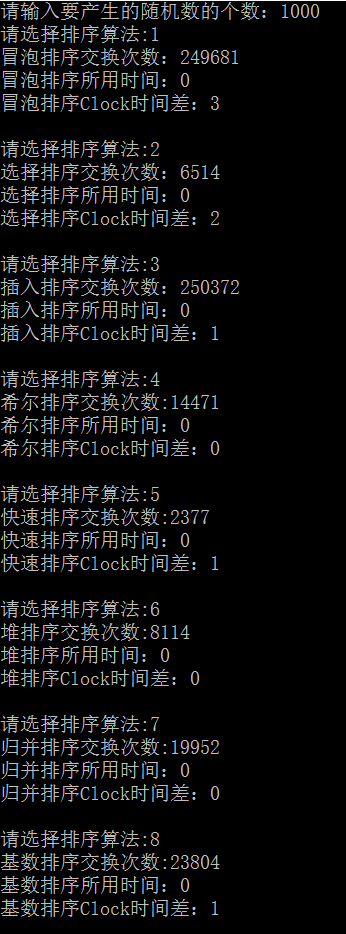 请输入要产生的随机数的个数：1000
请选择排序算法:1
冒泡排序交换次数：249681
冒泡排序所用时间：0
冒泡排序Clock时间差：3
请选择排序算法:2
选择排序交换次数：6514
选择排序所用时间：0
选择排序Clock时间差：2
请选择排序算法:3
插入排序交换次数：250372
插入排序所用时间：0
插入排序Clock时间差：1
请选择排序算法:4
希尔排序交换次数:14471
希尔排序所用时间：0
希尔排序Clock时间差：0
请选择排序算法:5
快速排序交换次数:2377
快速排序所用时间：0
快速排序Clock时间差：1
请选择排序算法:6
堆排序交换次数:8114
堆排序所用时间：0
堆排序Clock时间差：0
请选择排序算法:7
归并排序交换次数:19952
归并排序所用时间：0
归并排序Clock时间差：0
请选择排序算法:8
基数排序交换次数:23804
基数排序所用时间：0
基数排序Clock时间差：1